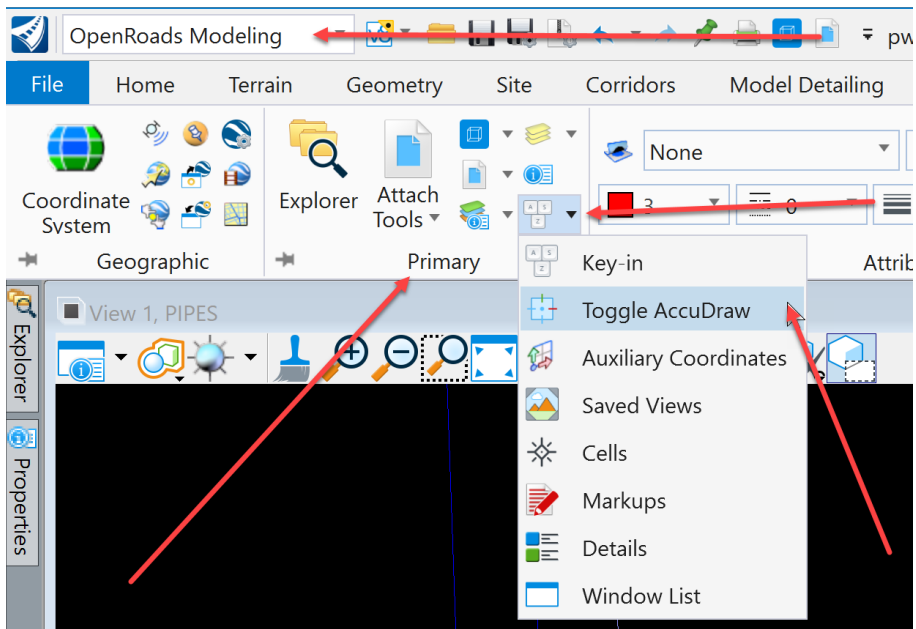 OpenRoads Modeling
pw
File Home Terrain Geometry Site Corridors Model Detailing
Coordinate
System
Explorer
Attach
Tools
None
3
0
Geographic
Primary
Attrib
Key-in
Toggle AccuDraw
Auxiliary Coordinates
Saved Views
Cells
Markups
Details
Window List
View 1, PIPES
Explorer
Properties